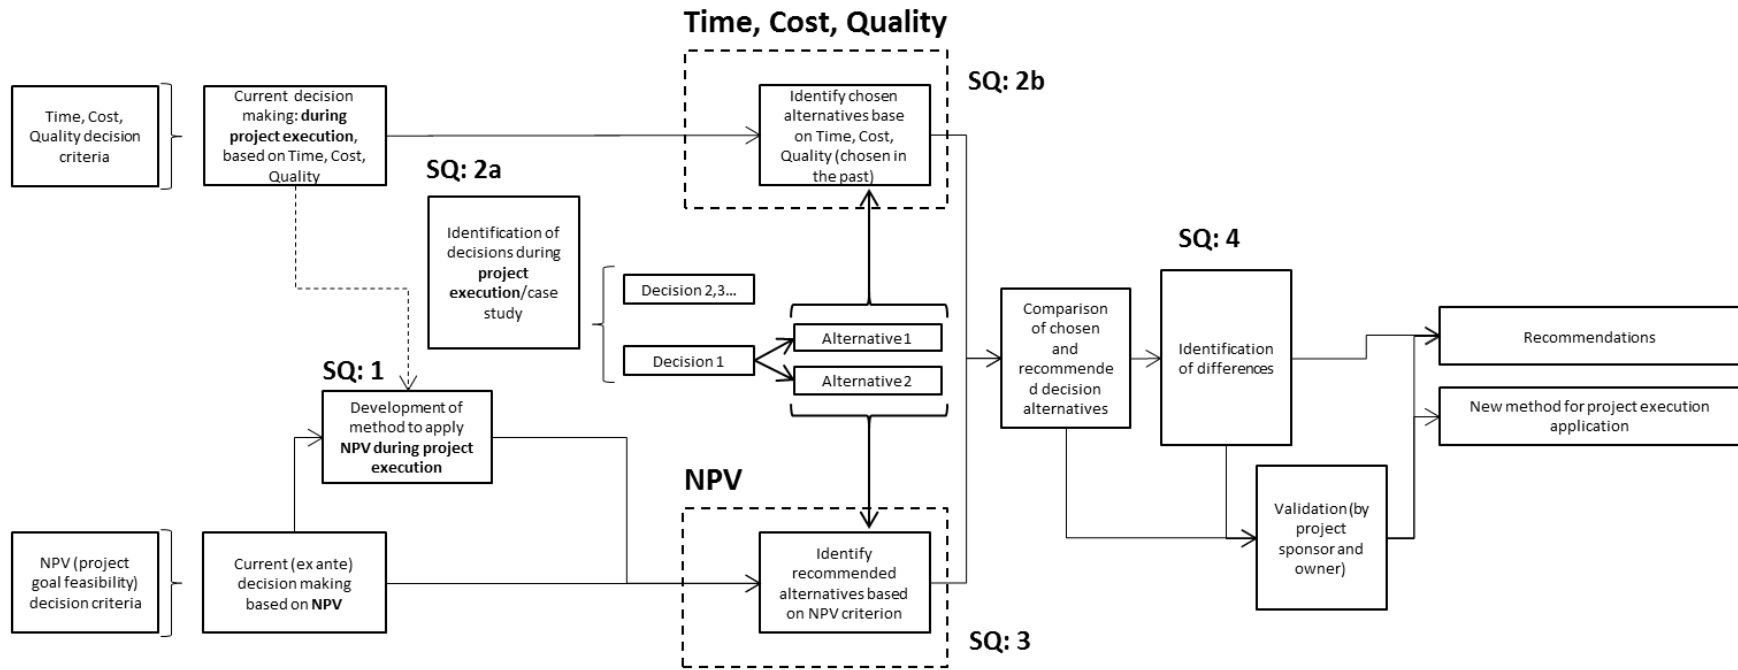 Time, Cost, Quality
SQ: 2b
Time, Cost,
Quality decision
criteria
Current decision
making: during
project execution,
based on Time, Cost,
Quality
Identify chosen
alternatives base
on Time, Cost,
Quality (chosen in
the past)
SQ: 2a
Identification of
decisions during
project
execution/case
study
Decision 2,3...
Decision 1
Alternative 1
Alternative 2
SQ: 1
Development of
method to apply
NPV during project
execution
NPV
NPV (project
goal feasibility)
decision criteria
Current (ex ante)
decision making
based on NPV
Identify
recommended
alternatives based
on NPV criterion
SQ: 3
Comparison
of chosen
and
recommende
d decision
alternatives
SQ: 4
Identification
of differences
Validation (by
project
sponsor and
owner)
Recommendations
New method for project execution
application